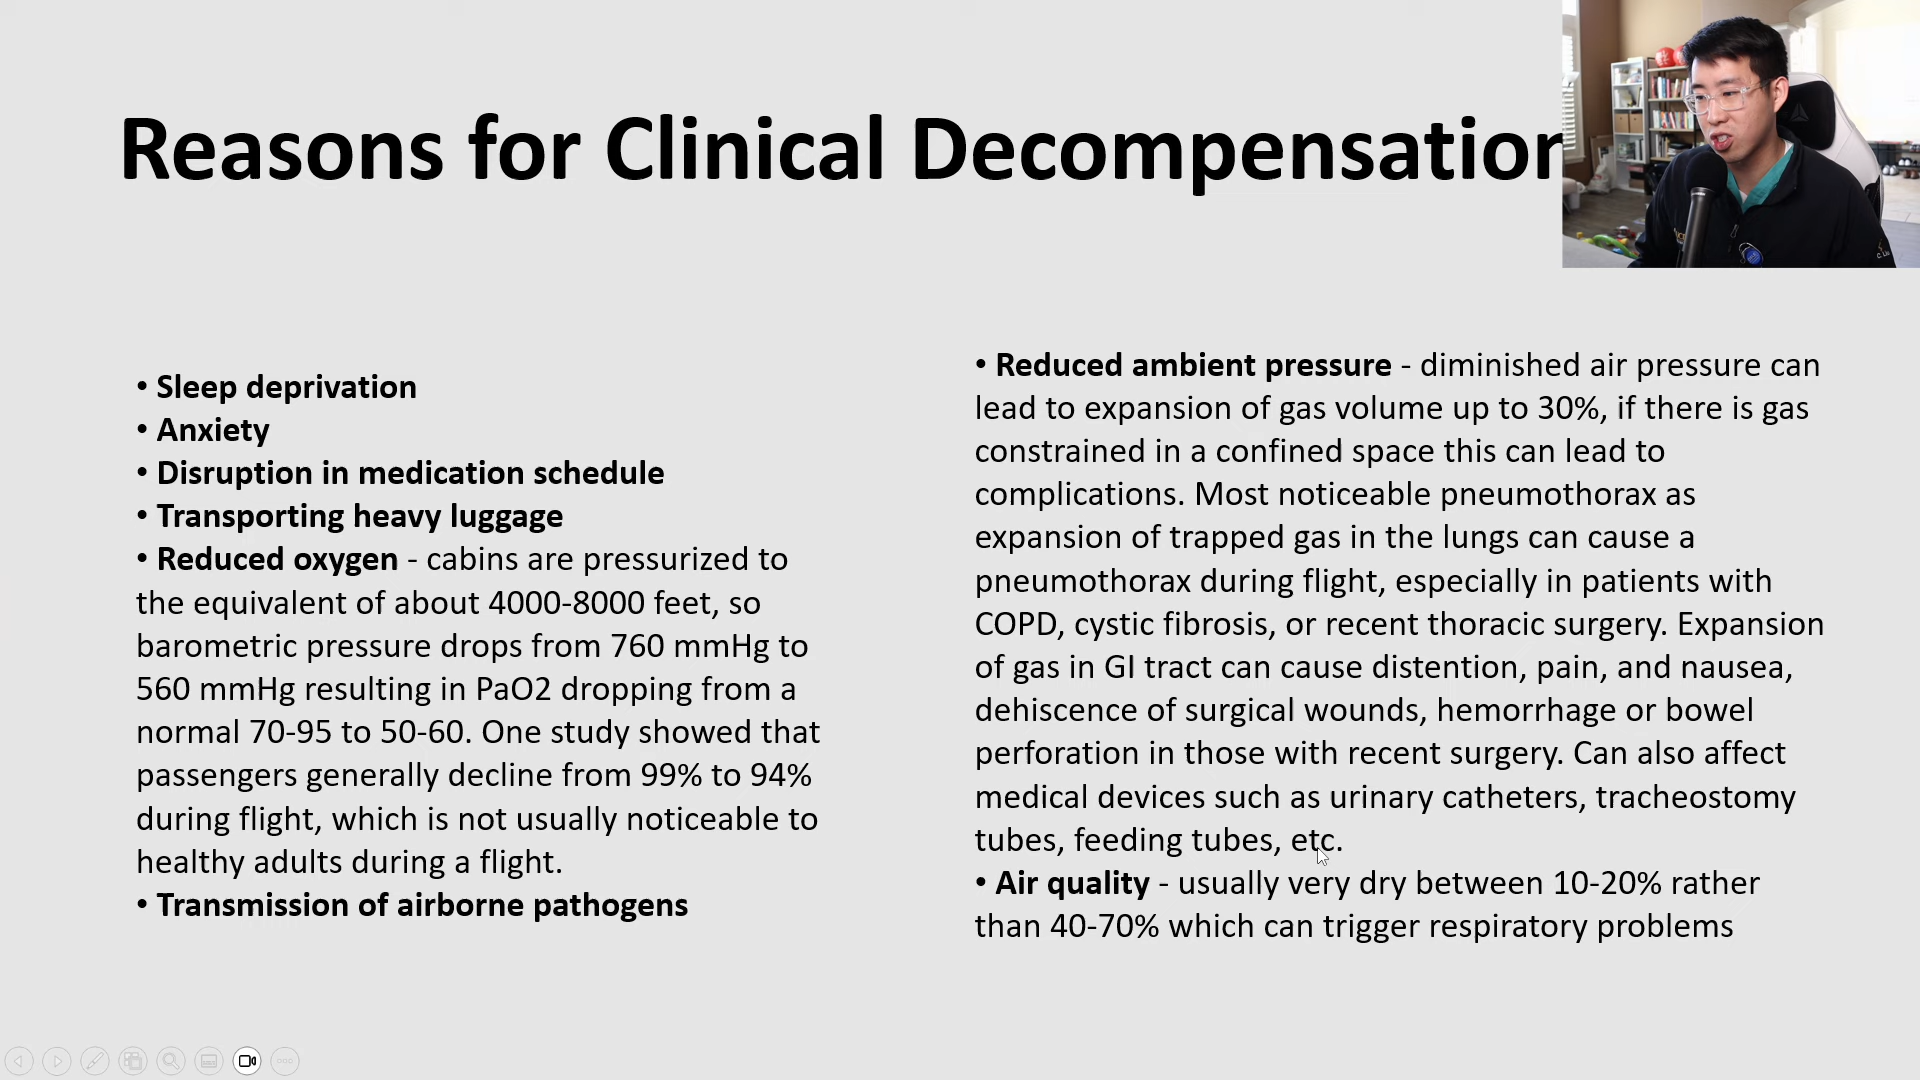 Reasons for Clinical Decompensation
• Sleep deprivation
• Anxiety
• Disruption in medication schedule
• Transporting heavy luggage
• Reduced oxygen - cabins are pressurized to
the equivalent of about 4000-8000 feet, so
barometric pressure drops from 760 mmHg to
560 mmHg resulting in PaO2 dropping from a
normal 70-95 to 50-60. One study showed that
passengers generally decline from 99% to 94%
during flight, which is not usually noticeable to
healthy adults during a flight.
• Transmission of airborne pathogens
• Reduced ambient pressure - diminished air pressure can
lead to expansion of gas volume up to 30%, if there is gas
constrained in a confined space this can lead to
complications. Most noticeable pneumothorax as
expansion of trapped gas in the lungs can cause a
pneumothorax during flight, especially in patients with
COPD, cystic fibrosis, or recent thoracic surgery. Expansion
of gas in GI tract can cause distention, pain, and nausea,
dehiscence of surgical wounds, hemorrhage or bowel
perforation in those with recent surgery. Can also affect
medical devices such as urinary catheters, tracheostomy
tubes, feeding tubes, etc.
• Air quality - usually very dry between 10-20% rather
than 40-70% which can trigger respiratory problems